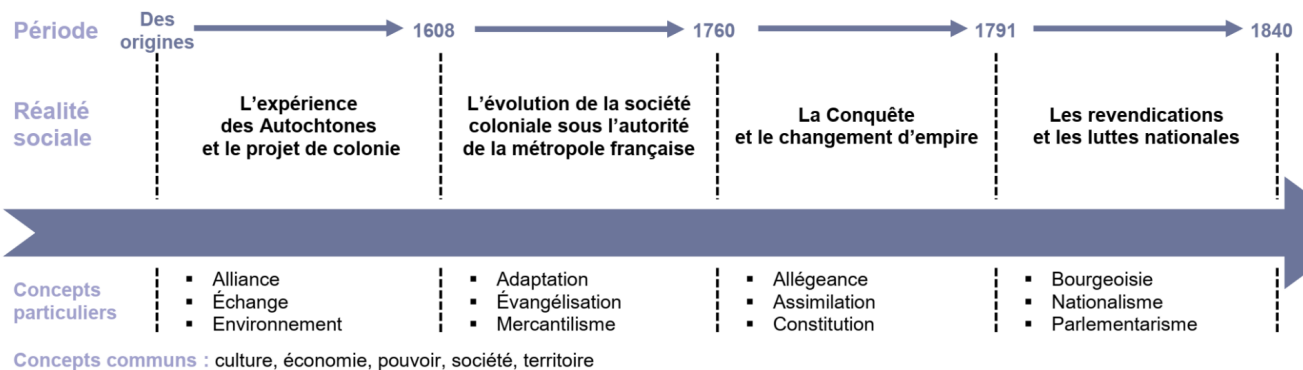 Période
Des
origines
1608
1760
1791
1840
Réalité
sociale
L'expérience
des Autochtones
et le projet de colonie
L'évolution de la société
coloniale sous l'autorité
de la métropole française
La Conquête
et le changement d'empire
Les revendications
et les luttes nationales
Concepts
particuliers
▪ Alliance
▪ Échange
▪ Environnement
▪ Adaptation
▪ Évangélisation
▪ Mercantilisme
▪ Allégeance
▪ Assimilation
▪ Constitution
▪ Bourgeoisie
▪ Nationalisme
▪ Parlementarisme
Concepts communs : culture, économie, pouvoir, société, territoire